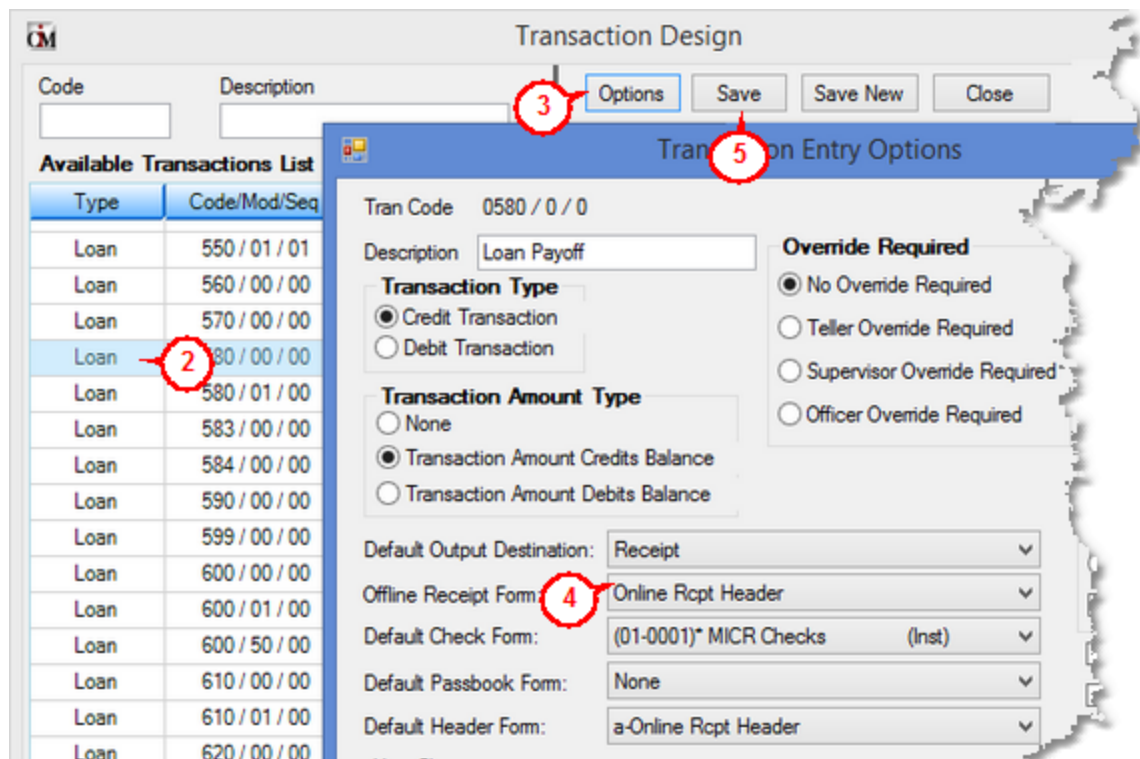 Transaction Design
Code Description
3 Options Save Save New Close
Available Transactions List
5
Tran on Entry Options
Type Code/Mod/Seq
Tran Code 0580 / 0 / 0
Loan 550 / 01 / 01
Description Loan Payoff
Override Required
Loan 560 / 00 / 00
Transaction Type
No Override Required
Loan 570 / 00 / 00
Credit Transaction
Teller Override Required
Loan 2 80 / 00 / 00
Debit Transaction
Supervisor Override Required
Loan 580 / 01 / 00
Transaction Amount Type
Officer Override Required
Loan 583 / 00 / 00
None
Loan 584 / 00 / 00
Transaction Amount Credits Balance
Loan 590 / 00 / 00
Transaction Amount Debits Balance
Loan 599 / 00 / 00
Default Output Destination: Receipt
Loan 600 / 00 / 00
Offline Receipt Form: 4 Online Rcpt Header
Loan 600 / 01 / 00
Default Check Form: (01-0001)* MICR Checks (Inst)
Loan 600 / 50 / 00
Loan 610 / 00 / 00
Default Passbook Form: None
Loan 610 / 01 / 00
Default Header Form: a-Online Rcpt Header
Loan 620 / 00 / 00